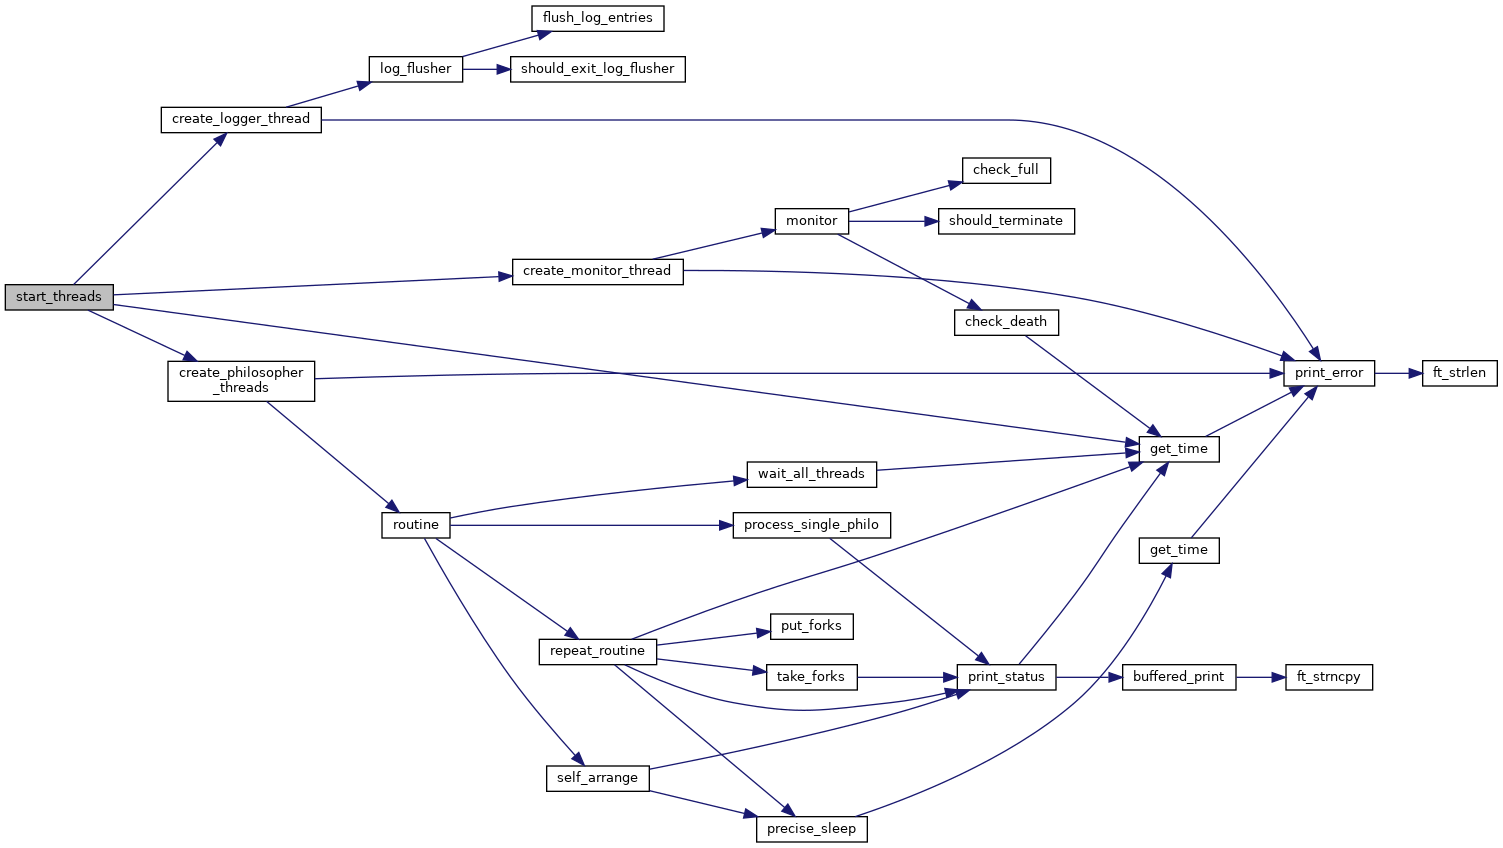 flush_log_entries
log_flusher
should_exit_log_flusher
create_logger_thread
check_full
monitor
should_terminate
create_monitor_thread
start_threads
check_death
create_philosopher
_threads
print_error
ft_strlen
get_time
wait_all_threads
routine
process_single_philo
get_time
put_forks
repeat_routine
take_forks
print_status
buffered_print
ft_strncpy
self_arrange
precise_sleep